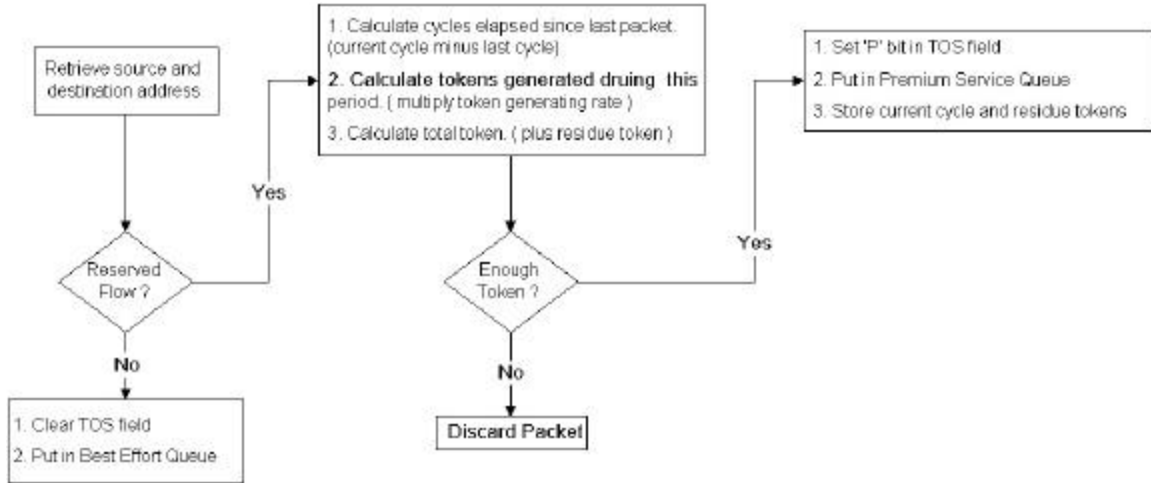 Retrieve source and
destination address
Reserved
Flow ?
No
1. Clear TOS field
2. Put in Best Effort Queue
Yes
1. Calculate cycles elapsed since last packet.
(current cycle minus last cycle)
2. Calculate tokens generated druing this
period. ( multiply token generating rate )
3. Calculate total token. ( plus residue token )
Enough
Token ?
No
Discard Packet
Yes
1. Set 'P' bit in TOS field
2. Put in Premium Service Queue
3. Store current cycle and residue tokens